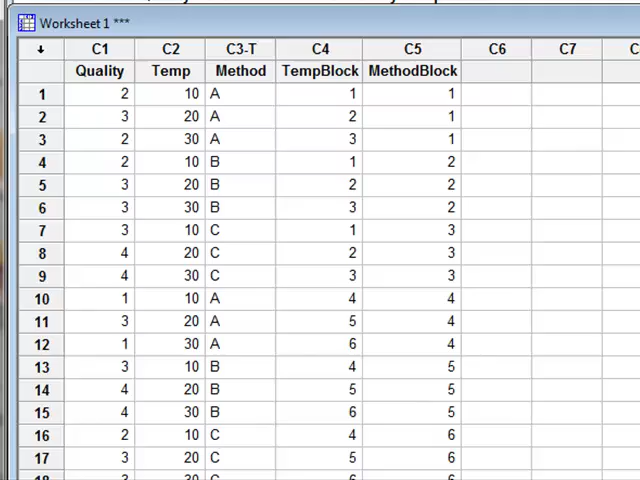 Worksheet 1 ***
C1 C2 C3-T C4 C5 C6 C7
Quality Temp Method TempBlock MethodBlock
1 2 10 A 1 1
2 3 20 A 2 1
3 2 30 A 3 1
4 2 10 B 1 2
5 3 20 B 2 2
6 3 30 B 3 2
7 3 10 C 1 3
8 4 20 C 2 3
9 4 30 C 3 3
10 1 10 A 4 4
11 3 20 A 5 4
12 1 30 A 6 4
13 3 10 B 4 5
14 4 20 B 5 5
15 4 30 B 6 5
16 2 10 C 4 6
17 3 20 C 5 6
18 3 30 C 6 6